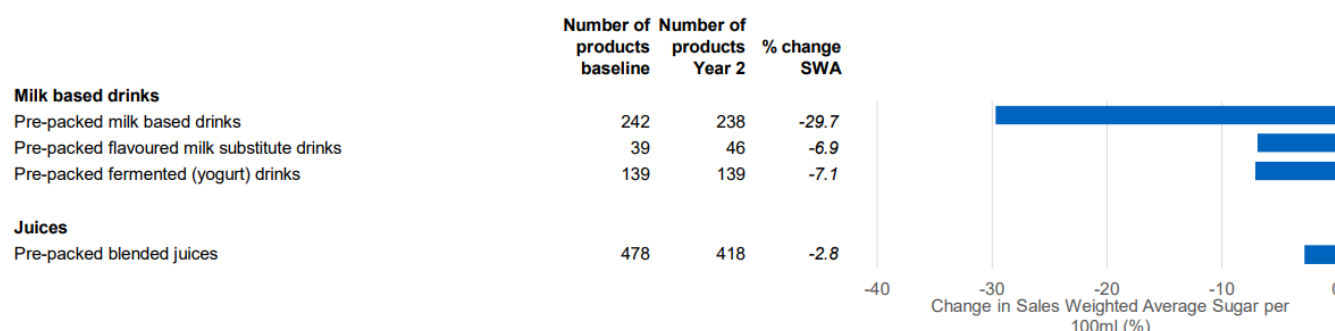 Number of Number of
products products % change
baseline Year 2 SWA
Milk based drinks
Pre-packed milk based drinks 242 238 -29.7
Pre-packed flavoured milk substitute drinks 39 46 -6.9
Pre-packed fermented (yogurt) drinks 139 139 -7.1
Juices
Pre-packed blended juices 478 418 -2.8
-40 -30 -20 -10 0
Change in Sales Weighted Average Sugar per
100ml (%)